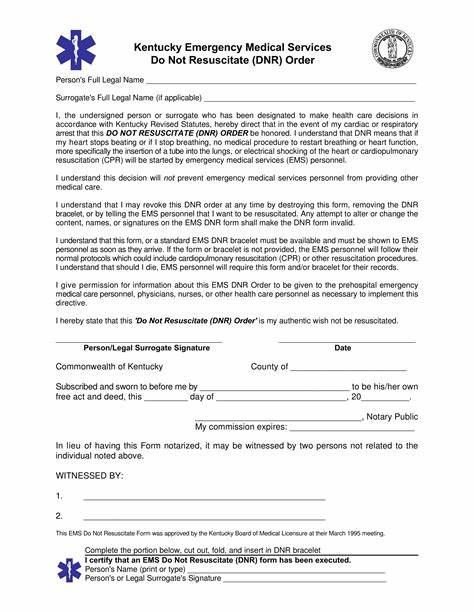 Kentucky Emergency Medical Services
Do Not Resuscitate (DNR) Order
Person's Full Legal Name
Surrogate's Full Legal Name (if applicable)
I, the undersigned person or surrogate who has been designated to make health care decisions in
accordance with Kentucky Revised Statutes, hereby direct that in the event of my cardiac or respiratory
arrest that this DO NOT RESUSCITATE (DNR) ORDER be honored. I understand that DNR means that if
my heart stops beating or if I stop breathing, no medical procedure to restart breathing or heart function,
more specifically the insertion of a tube into the lungs, or electrical shocking of the heart or cardiopulmonary
resuscitation (CPR) will be started by emergency medical services (EMS) personnel.
I understand this decision will not prevent emergency medical services personnel from providing other
medical care.
I understand that I may revoke this DNR order at any time by destroying this form, removing the DNR
bracelet, or by telling the EMS personnel that I want to be resuscitated. Any attempt to alter or change the
content, names, or signatures on the EMS DNR form shall make the DNR form invalid.
I understand that this form, or a standard EMS DNR bracelet must be available and must be shown to EMS
personnel as soon as they arrive. If the form or bracelet is not provided, the EMS personnel will follow their
normal protocols which could include cardiopulmonary resuscitation (CPR) or other resuscitation procedures.
I understand that should I die, EMS personnel will require this form and/or bracelet for their records.
I give permission for information about this EMS DNR Order to be given to the prehospital emergency
medical care personnel, physicians, nurses, or other health care personnel as necessary to implement this
directive.
I hereby state that this 'Do Not Resuscitate (DNR) Order' is my authentic wish not be resuscitated.
Person/Legal Surrogate Signature Date
Commonwealth of Kentucky County of
Subscribed and sworn to before me by to be his/her own
free act and deed, this day of , 20 .
, Notary Public
My commission expires:
In lieu of having this Form notarized, it may be witnessed by two persons not related to the
individual noted above.
WITNESSED BY:
1.
2.
This EMS Do Not Resuscitate Form was approved by the Kentucky Board of Medical Licensure at their March 1995 meeting.
Complete the portion below, cut out, fold, and insert in DNR bracelet
I certify that an EMS Do Not Resuscitate (DNR) form has been executed.
Person's Name (print or type)
Person's or Legal Surrogate's Signature